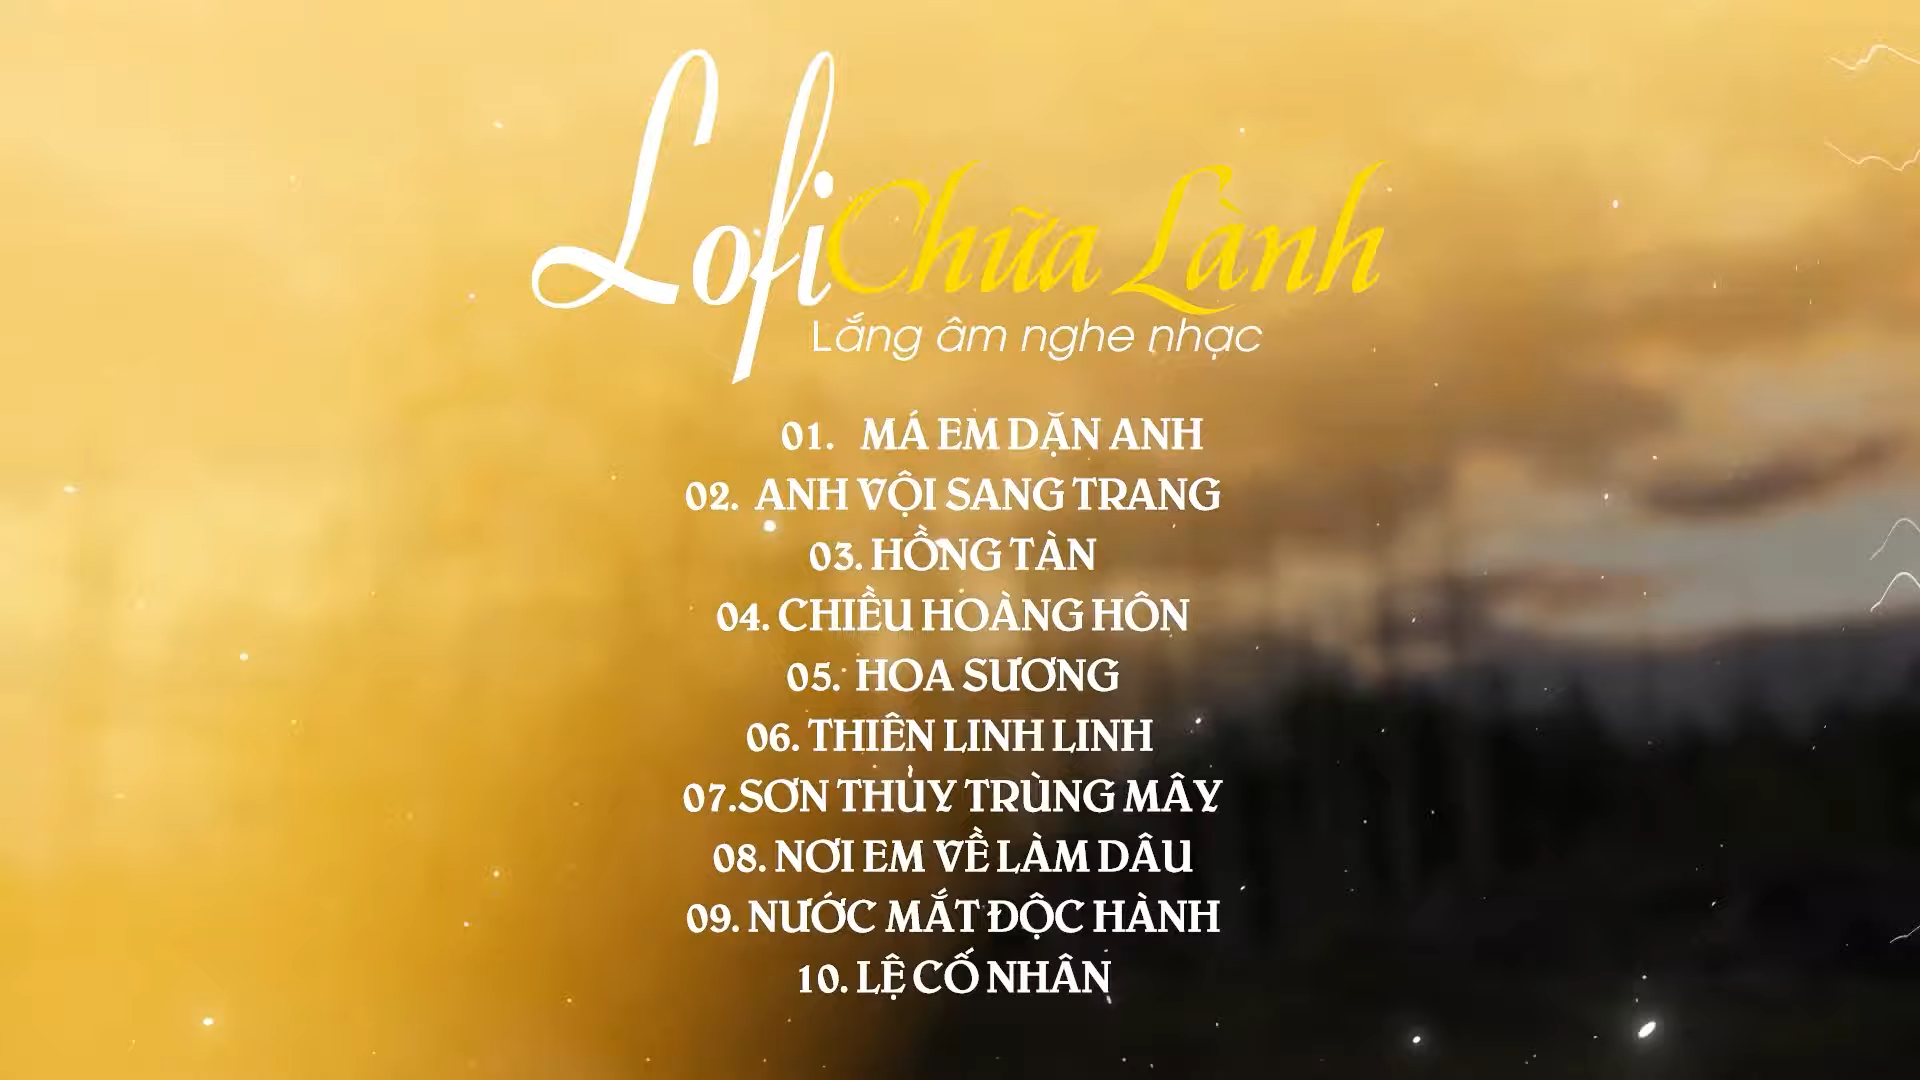 Lofi Chữa Lành
Lắng âm nghe nhạc
01. MÁ EM DẶN ANH
02. ANH VỘI SANG TRANG
03. HỒNG TÀN
04. CHIỀU HOÀNG HÔN
05. HOA SƯƠNG
06. THIÊN LINH LINH
07.SƠN THỦY TRÙNG MÂY
08. NƠI EM VỀ LÀM DÂU
09. NƯỚC MẮT ĐỘC HÀNH
10. LỆ CỐ NHÂN